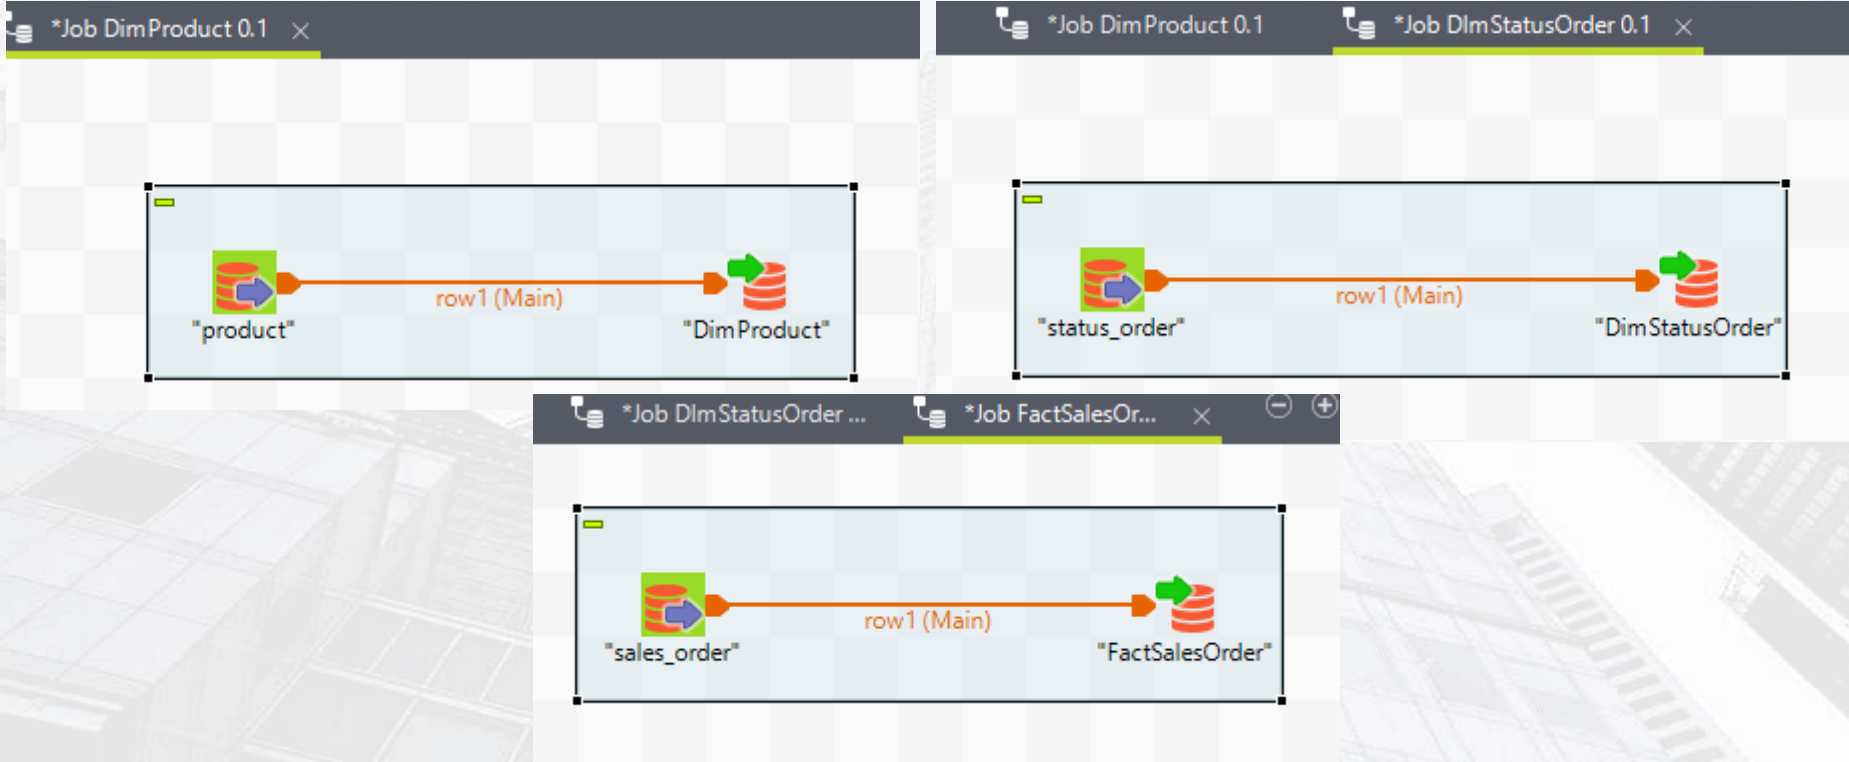 *Job DimProduct 0.1
row1 (Main)
"product"
"DimProduct"
*Job DimProduct 0.1
*Job DImStatusOrder 0.1
row1 (Main)
"status_order"
"DimStatusOrder"
*Job DImStatusOrder ...
*Job FactSalesOr...
row1 (Main)
"sales_order"
"FactSalesOrder"